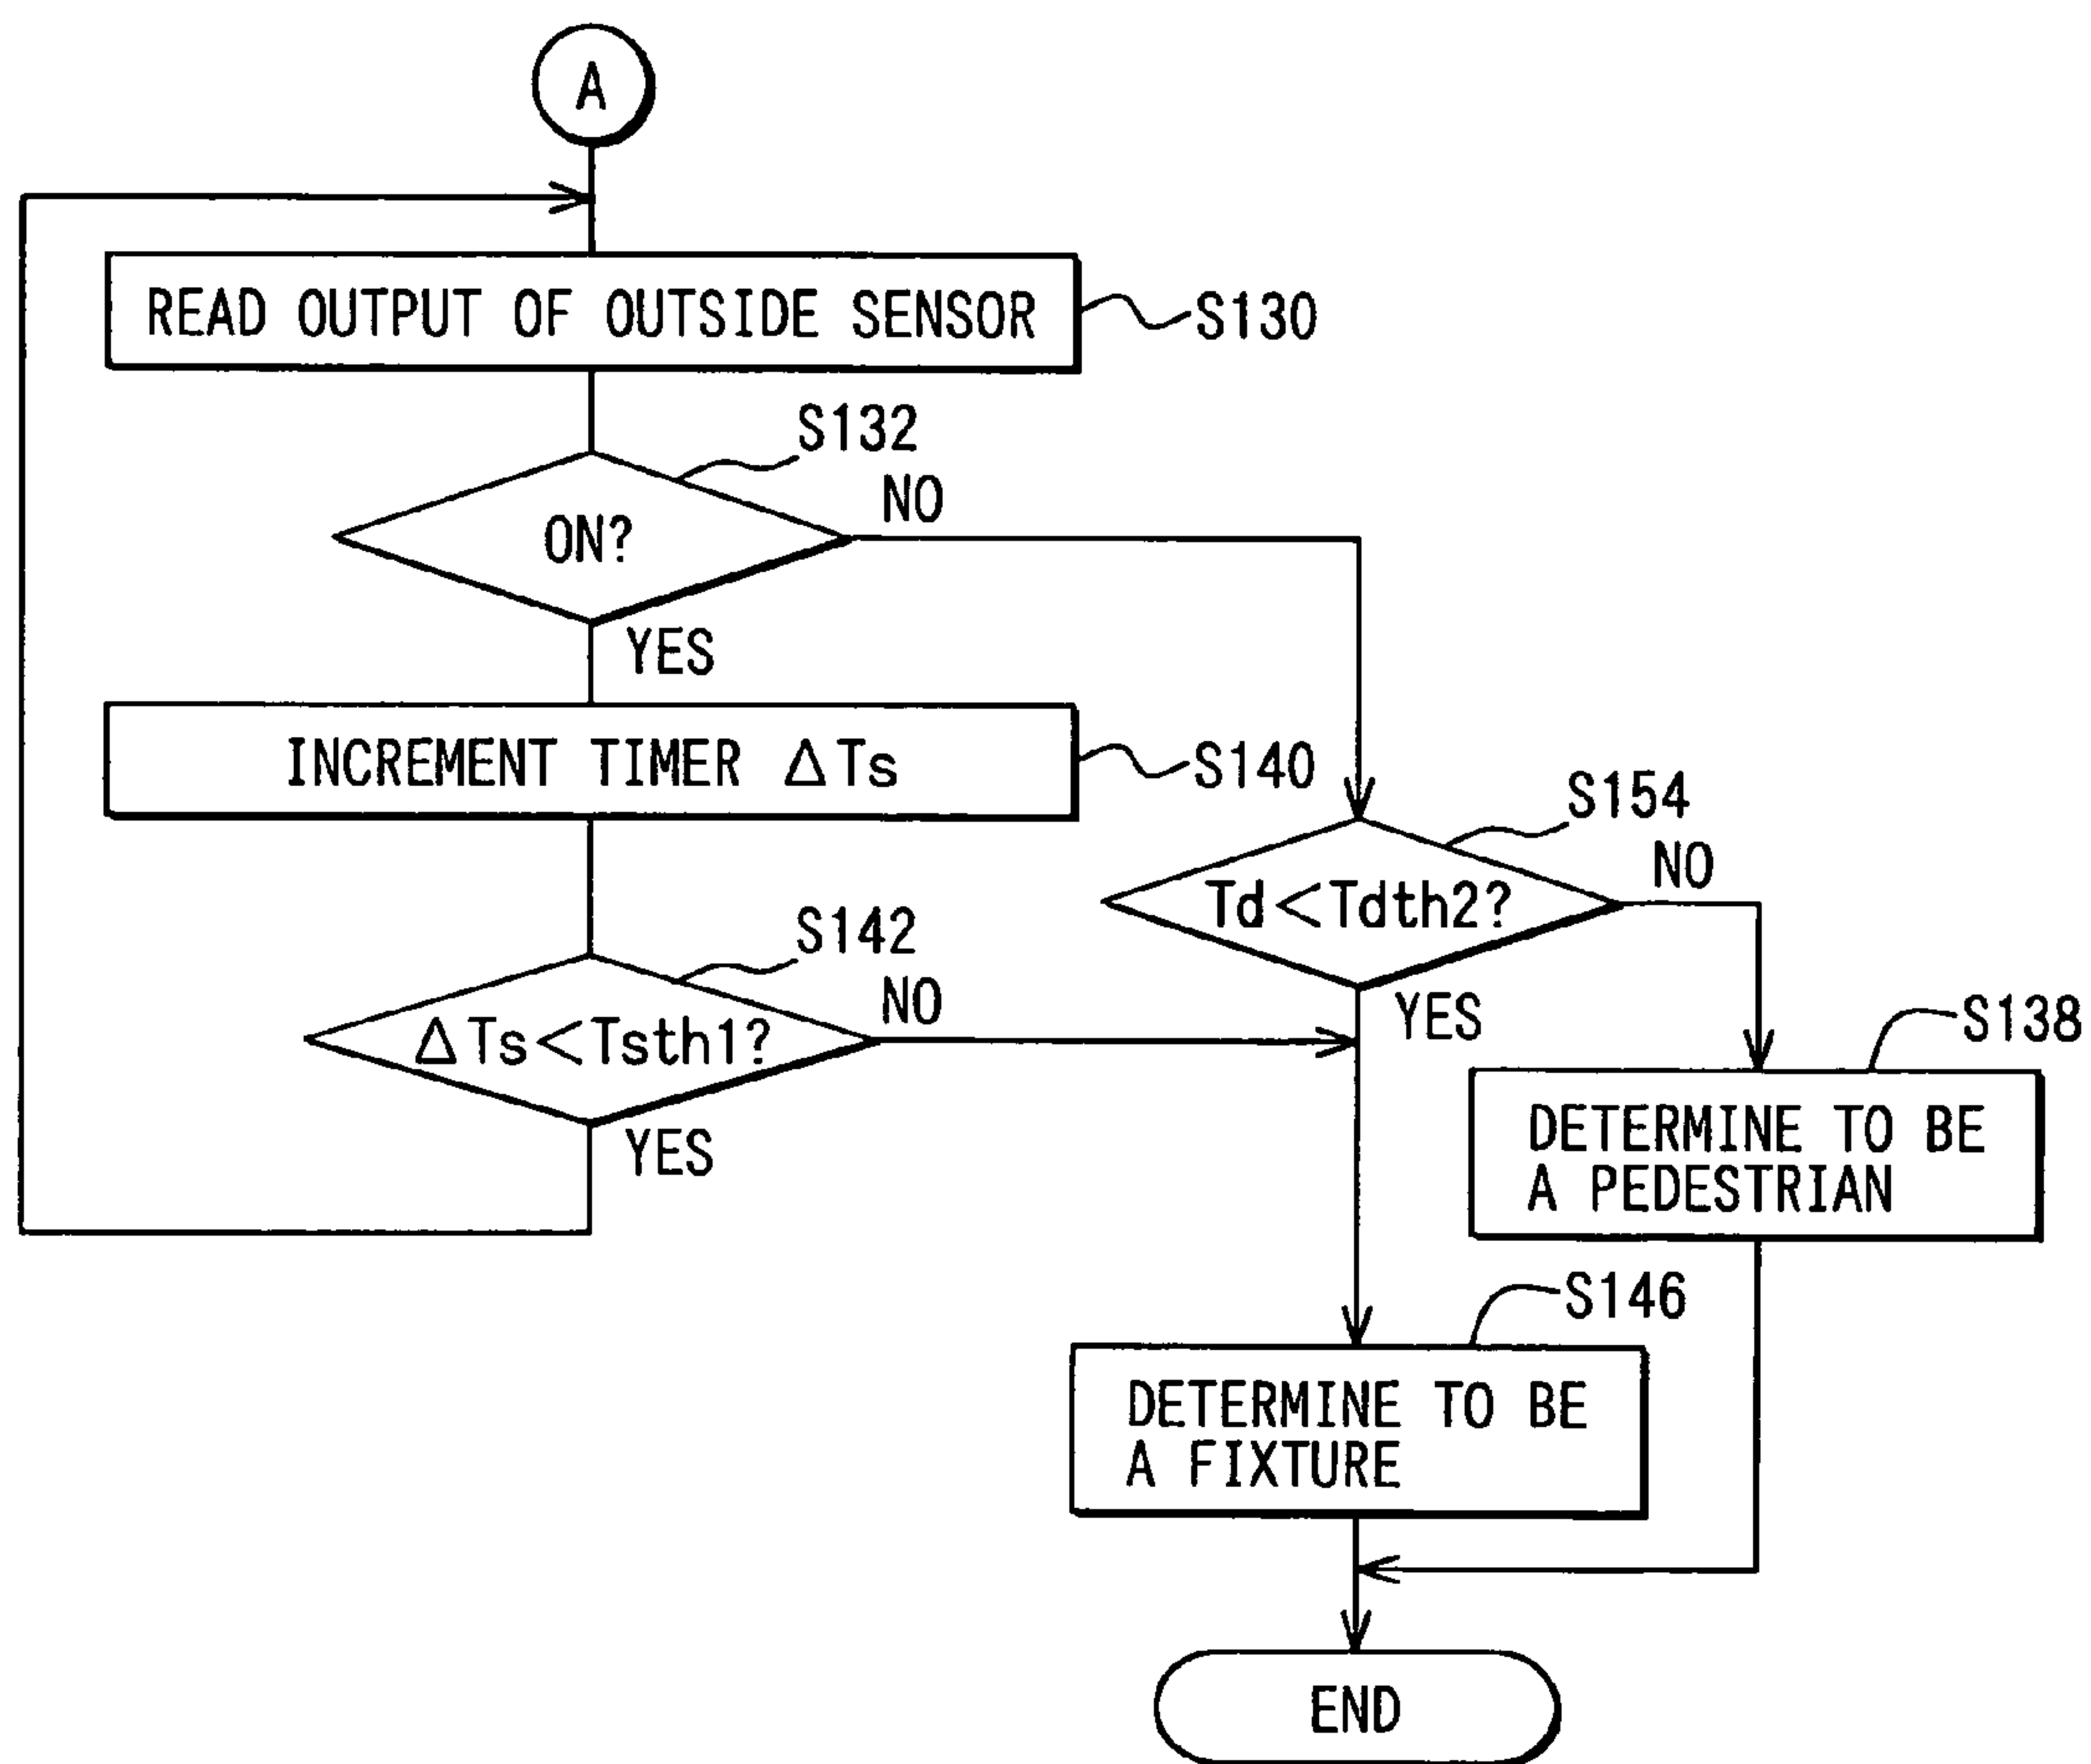 A
READ OUTPUT OF OUTSIDE SENSOR
S130
S132
ON?
NO
YES
INCREMENT TIMER ΔTs
S140
S154
Td<Tdth2?
NO
YES
S142
ΔTs<Tsth1?
NO
YES
S138
DETERMINE TO BE
A PEDESTRIAN
S146
DETERMINE TO BE
A FIXTURE
END